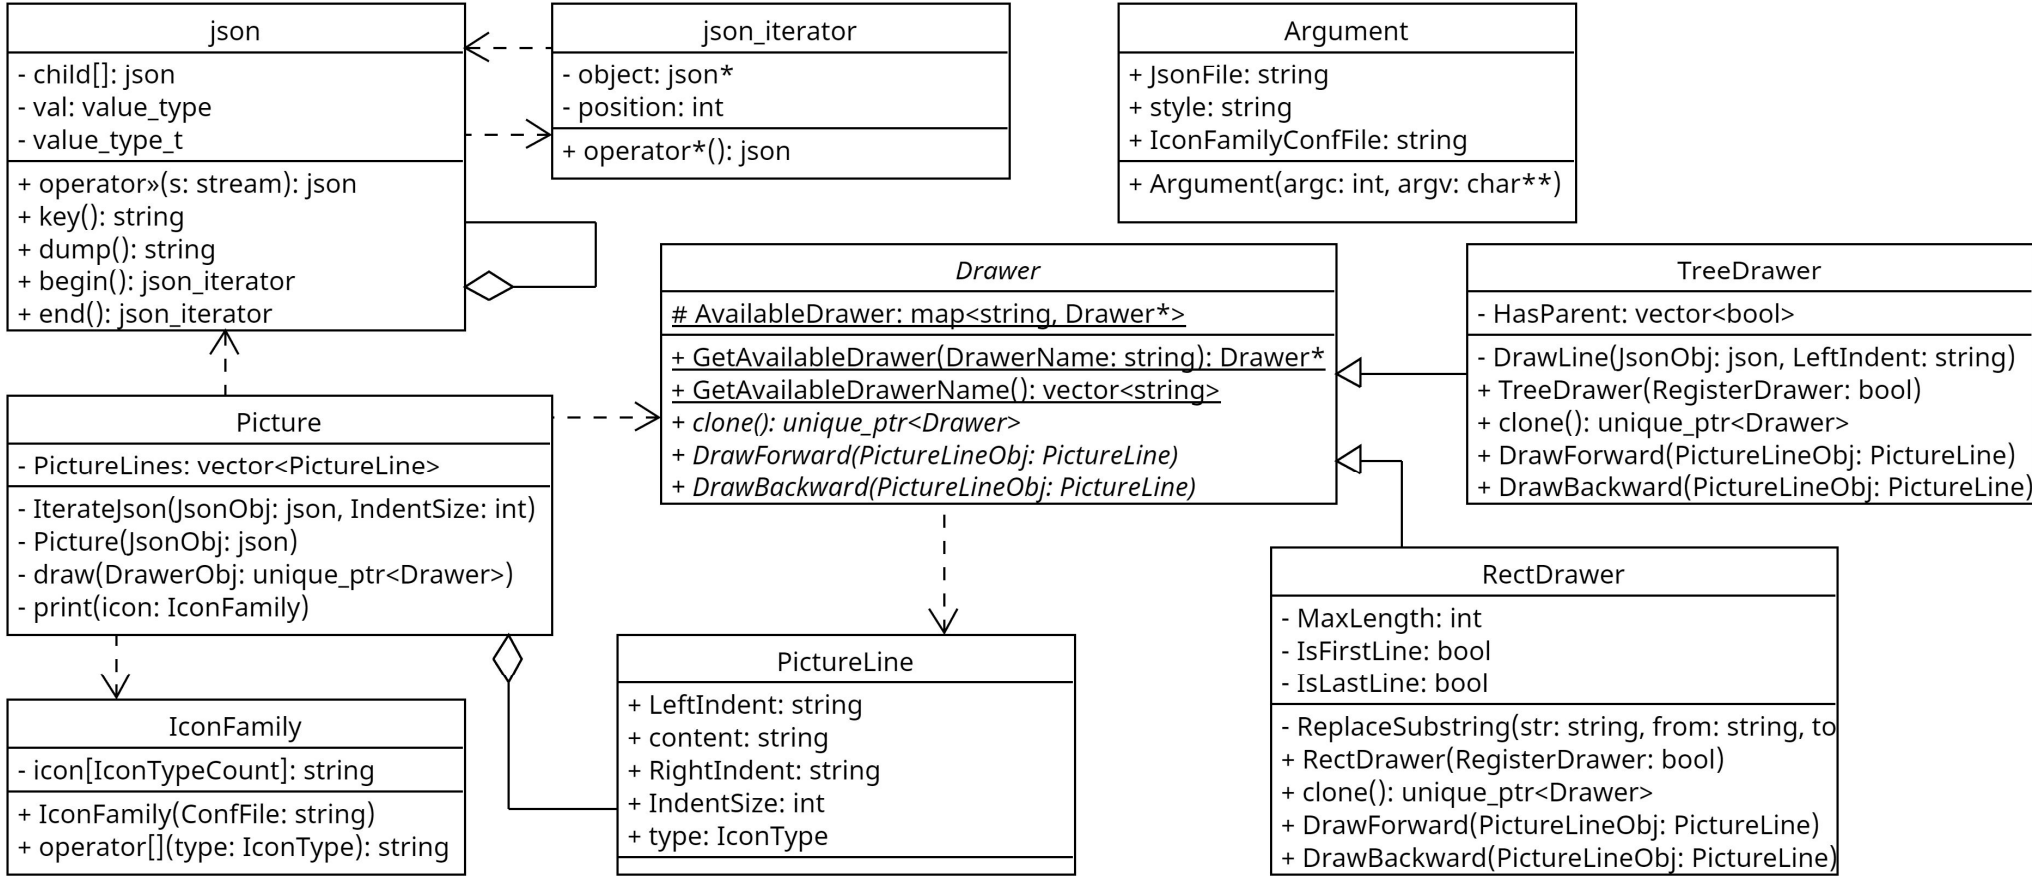 json
- child[]: json
- val: value_type
- value_type_t
+ operator»(s: stream): json
+ key(): string
+ dump(): string
+ begin(): json_iterator
+ end(): json_iterator
json_iterator
- object: json*
- position: int
+ operator*(): json
Argument
+ JsonFile: string
+ style: string
+ IconFamilyConfFile: string
+ Argument(argc: int, argv: char**)
Drawer
# AvailableDrawer: map<string, Drawer*>
+ GetAvailableDrawer(DrawerName: string): Drawer*
+ GetAvailableDrawerName(): vector<string>
+ clone(): unique_ptr<Drawer>
+ DrawForward(PictureLineObj: PictureLine)
+ DrawBackward(PictureLineObj: PictureLine)
TreeDrawer
- HasParent: vector<bool>
- DrawLine(JsonObj: json, LeftIndent: string)
+ TreeDrawer(RegisterDrawer: bool)
+ clone(): unique_ptr<Drawer>
+ DrawForward(PictureLineObj: PictureLine)
+ DrawBackward(PictureLineObj: PictureLine)
Picture
- PictureLines: vector<PictureLine>
- IterateJson(JsonObj: json, IndentSize: int)
- Picture(JsonObj: json)
- draw(DrawerObj: unique_ptr<Drawer>)
- print(icon: IconFamily)
RectDrawer
- MaxLength: int
- IsFirstLine: bool
- IsLastLine: bool
- ReplaceSubstring(str: string, from: string, to
+ RectDrawer(RegisterDrawer: bool)
+ clone(): unique_ptr<Drawer>
+ DrawForward(PictureLineObj: PictureLine)
+ DrawBackward(PictureLineObj: PictureLine)
PictureLine
+ LeftIndent: string
+ content: string
+ RightIndent: string
+ IndentSize: int
+ type: IconType
IconFamily
- icon[IconTypeCount]: string
+ IconFamily(ConfFile: string)
+ operator[](type: IconType): string